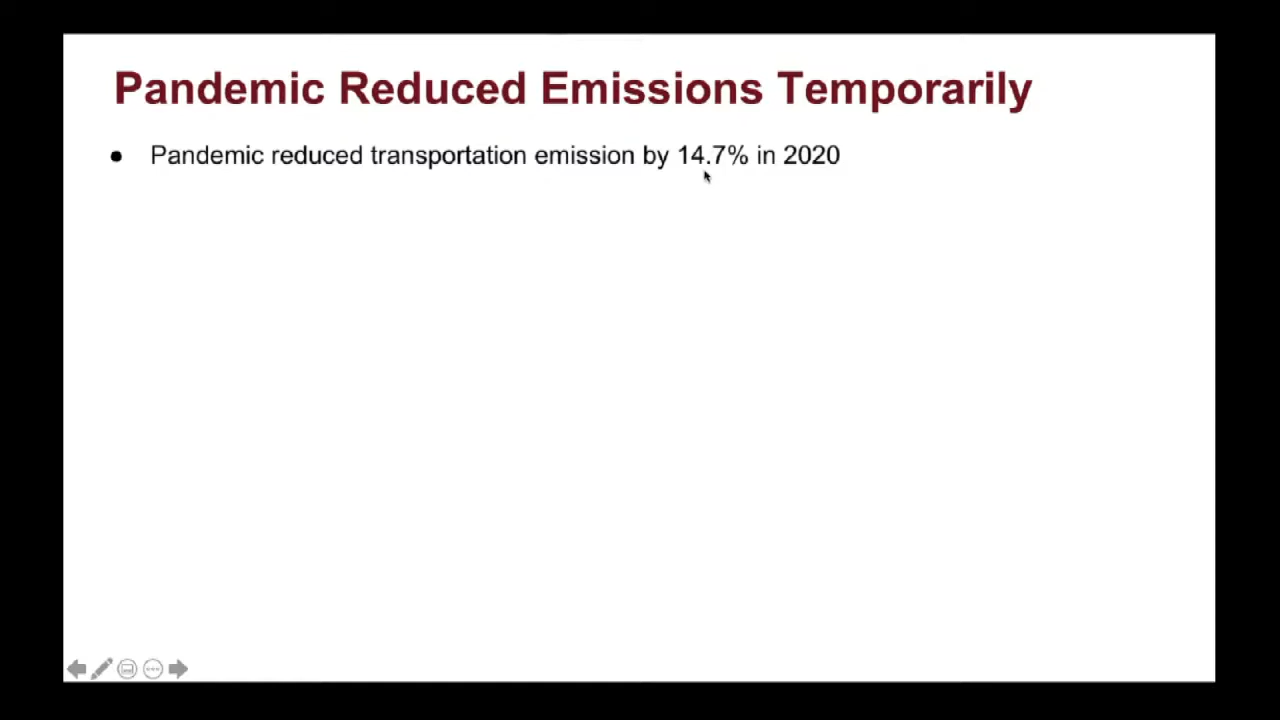 Pandemic Reduced Emissions Temporarily
● Pandemic reduced transportation emission by 14.7% in 2020